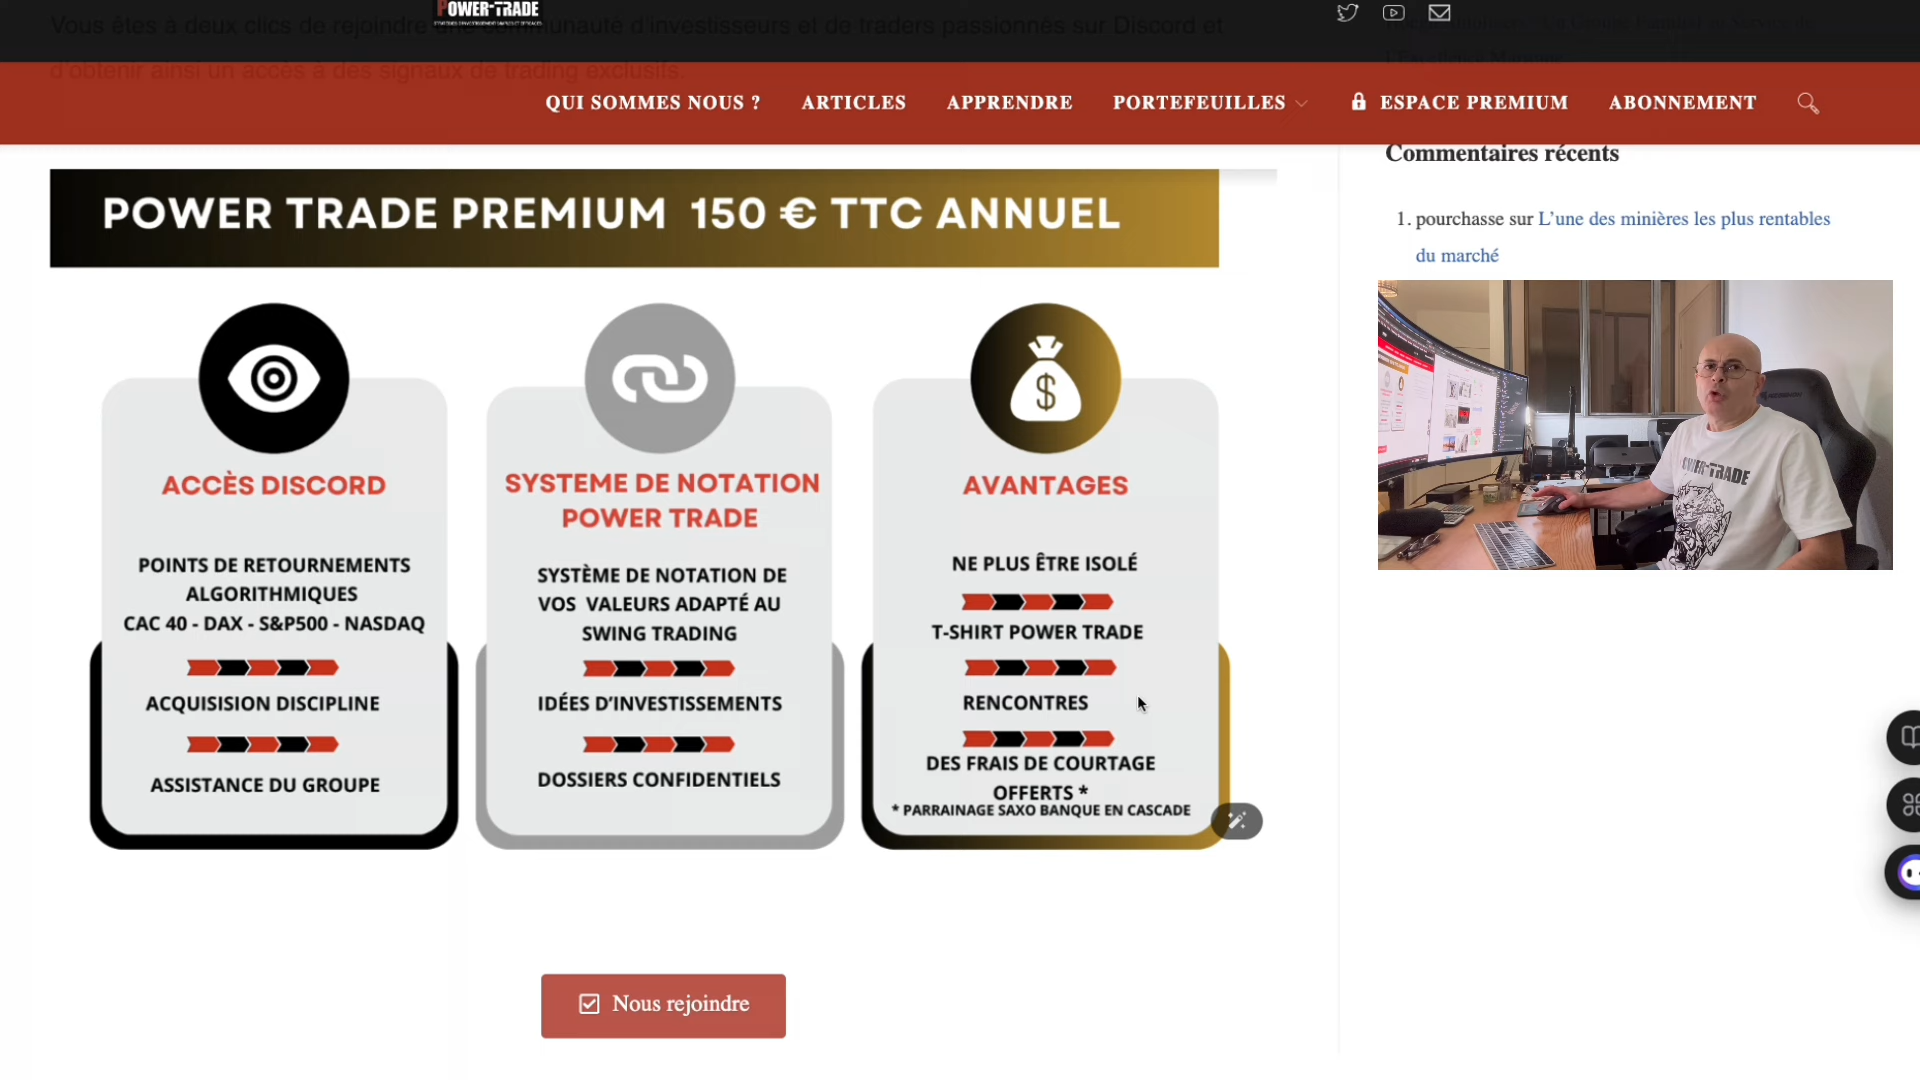 POWER-TRADE
Vous êtes à deux clics de rejoindre une communauté d'investisseurs et de traders passionnés sur Discord et
d'obtenir ainsi un accès à des signaux de trading exclusifs.
QUI SOMMES NOUS ?
ARTICLES
APPRENDRE
PORTEFEUILLES
ESPACE PREMIUM
ABONNEMENT
Commentaires récents
1. pourchasse sur L'une des minières les plus rentables
du marché
POWER TRADE PREMIUM 150 € TTC ANNUEL
ACCÈS DISCORD
POINTS DE RETOURNEMENTS
ALGORITHMIQUES
CAC 40 - DAX - S&P500 - NASDAQ
ACQUISISION DISCIPLINE
ASSISTANCE DU GROUPE
SYSTEME DE NOTATION
POWER TRADE
SYSTÈME DE NOTATION DE
VOS VALEURS ADAPTÉ AU
SWING TRADING
IDÉES D'INVESTISSEMENTS
DOSSIERS CONFIDENTIELS
AVANTAGES
$
NE PLUS ÊTRE ISOLÉ
T-SHIRT POWER TRADE
RENCONTRES
DES FRAIS DE COURTAGE
OFFERTS *
* PARRAINAGE SAXO BANQUE EN CASCADE
POWER-TRADE
Nous rejoindre